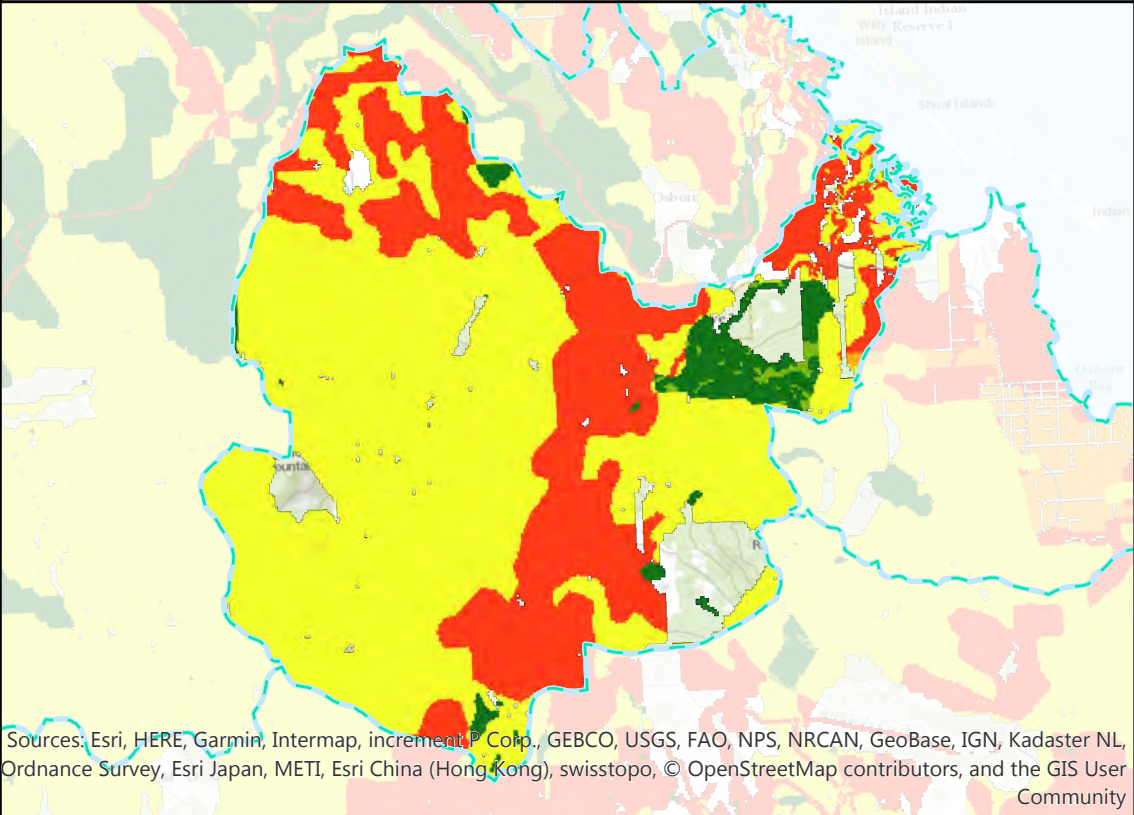 Island Indian
Willy Reserve 1
Island
Shoal Islands
Osborn
Indian
Osborn
Bay
ountai
R
Sources: Esri, HERE, Garmin, Intermap, increment P Corp., GEBCO, USGS, FAO, NPS, NRCAN, GeoBase, IGN, Kadaster NL,
Ordnance Survey, Esri Japan, METI, Esri China (Hong Kong), swisstopo, © OpenStreetMap contributors, and the GIS User
Community